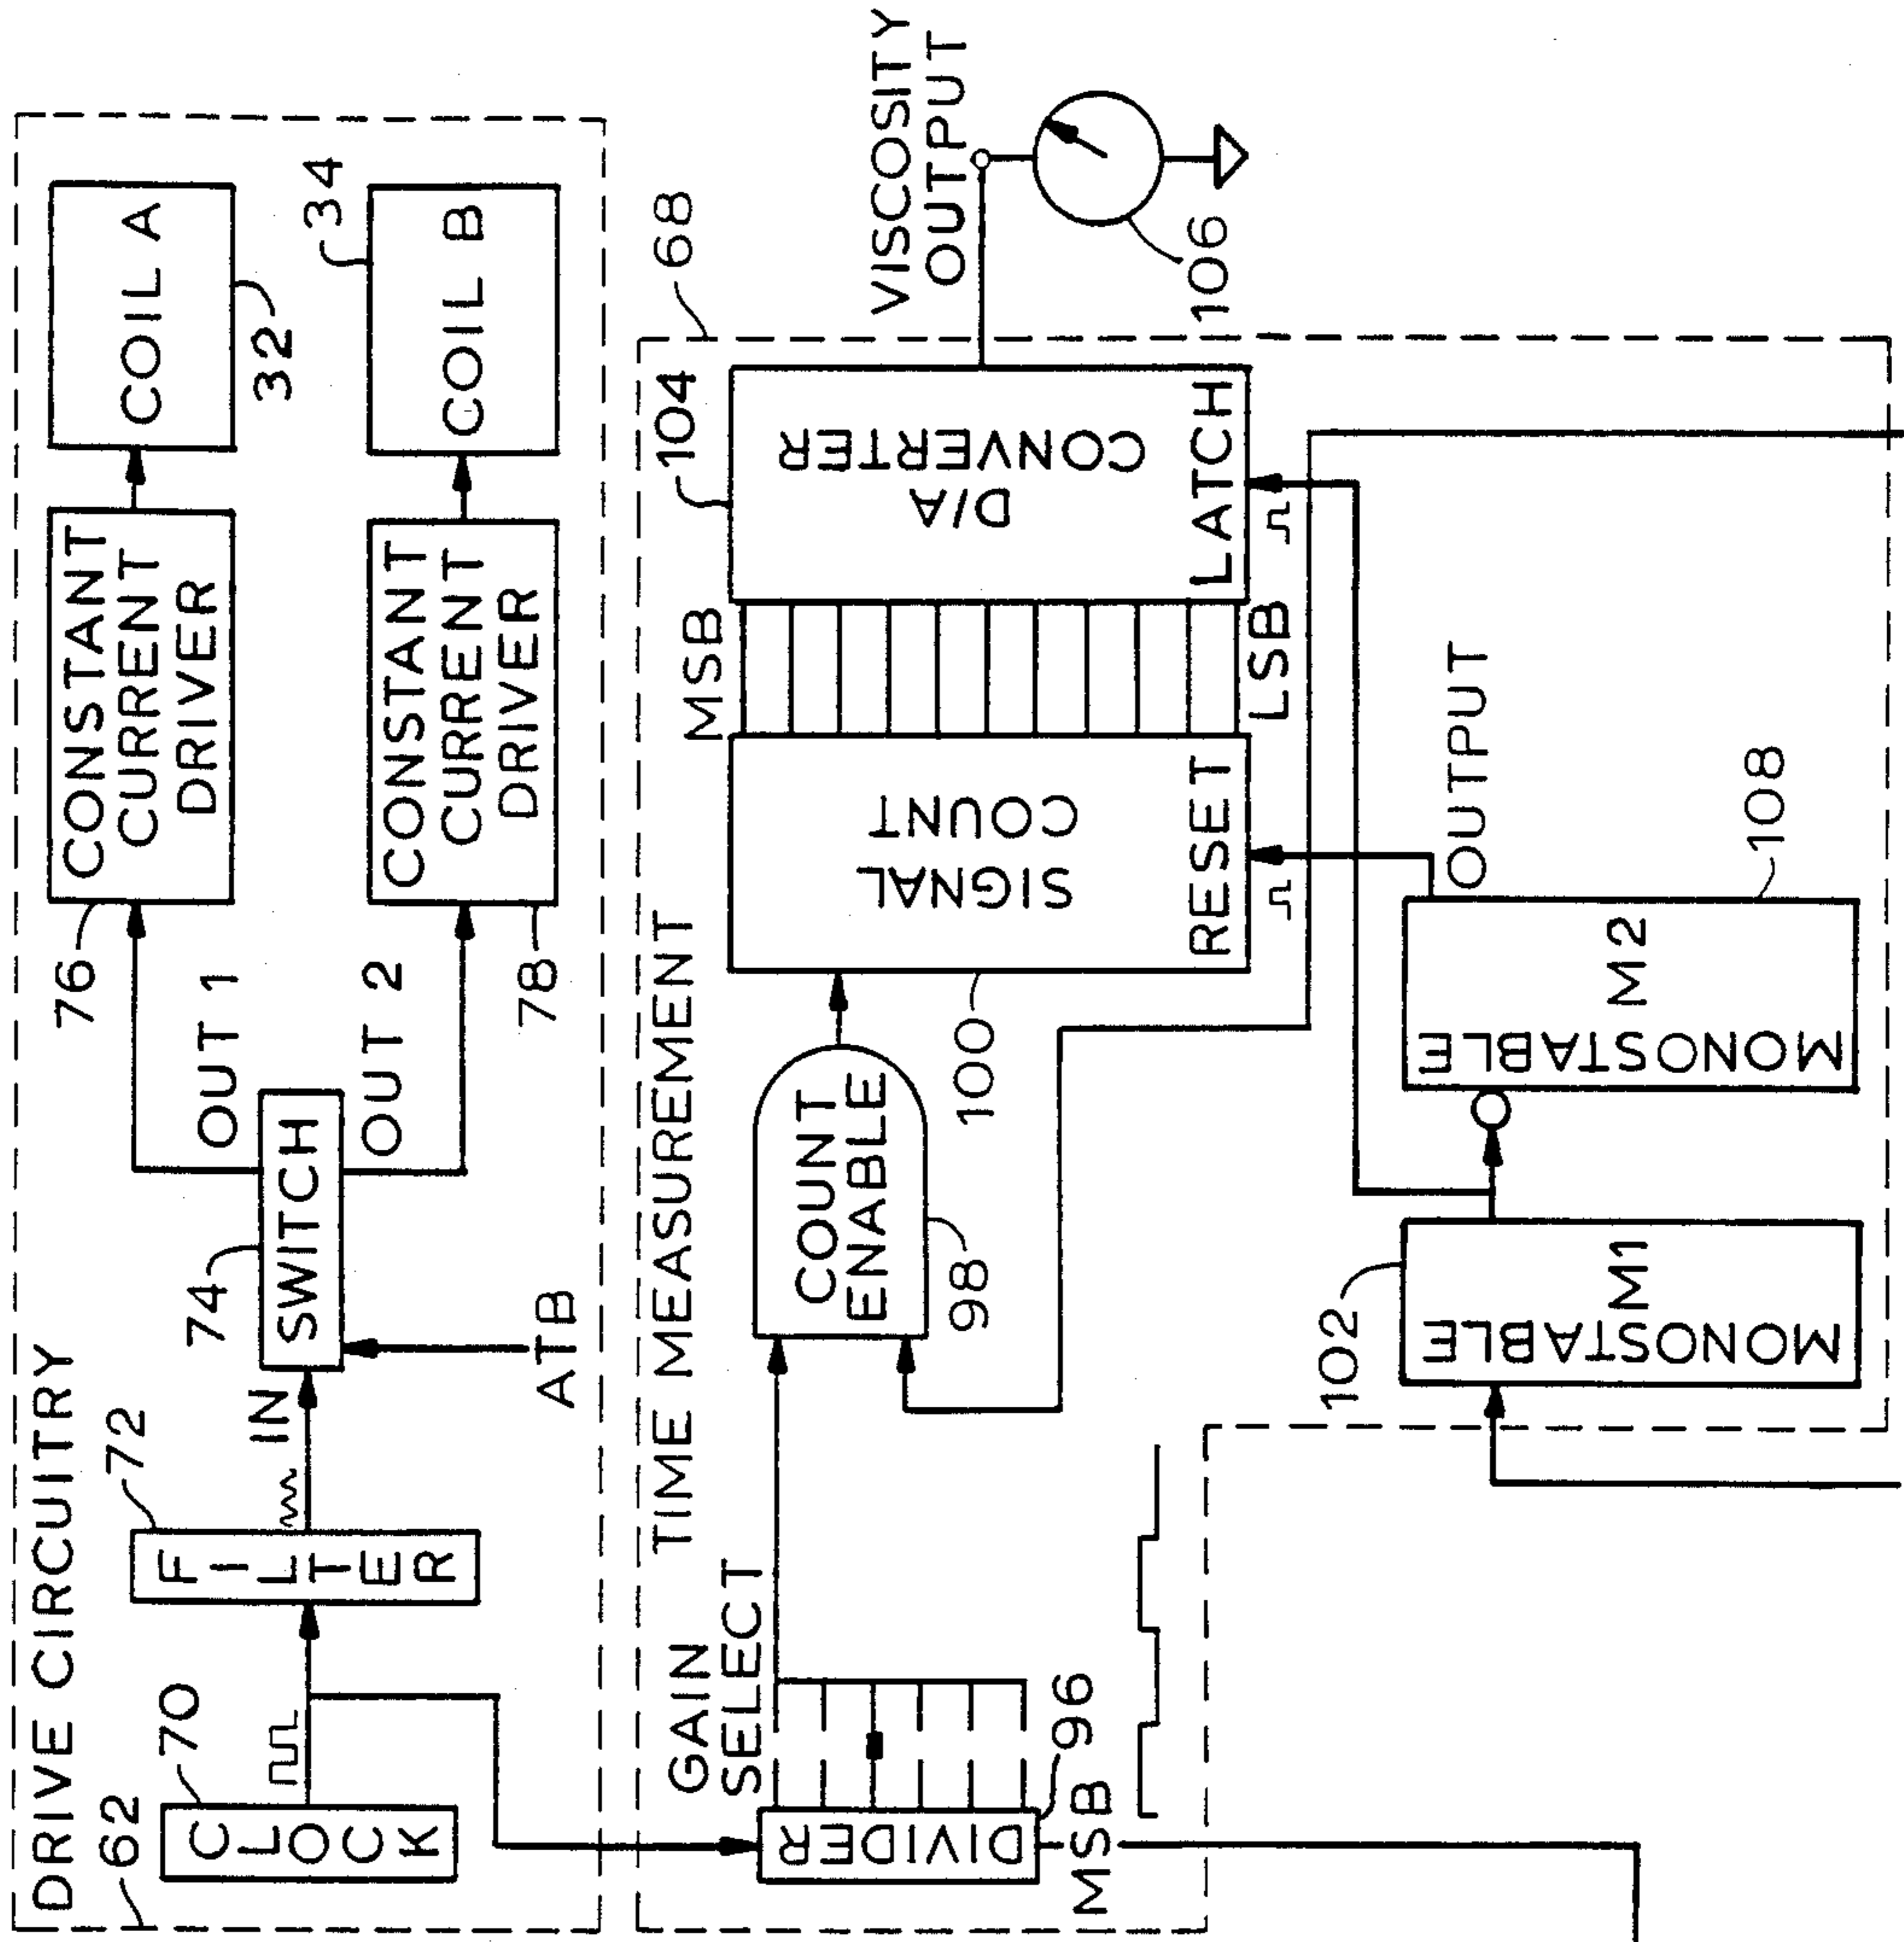 DRIVE CIRCUITRY
62
CLOCK
70
FILTER
72
IN
SWITCH
74
ATB
OUT 1
OUT 2
76
CONSTANT
CURRENT
DRIVER
COIL A
32
78
CONSTANT
CURRENT
DRIVER
COIL B
34
TIME MEASUREMENT
68
GAIN
SELECT
DIVIDER
96
MSB
COUNT
ENABLE
98
SIGNAL
COUNT
RESET
100
MSB
LSB
D/A
CONVERTER
LATCH
104
VISCOSITY
OUTPUT
106
102
MONOSTABLE
M1
MONOSTABLE
M2
OUTPUT
108